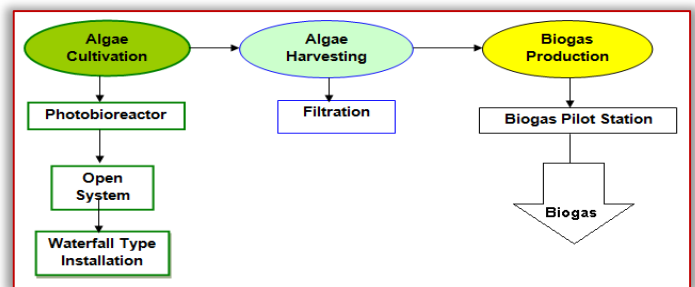 Algae
Cultivation
Algae
Harvesting
Biogas
Production
Photobioreactor
Filtration
Biogas Pilot Station
Open
System
Biogas
Waterfall Type
Installation